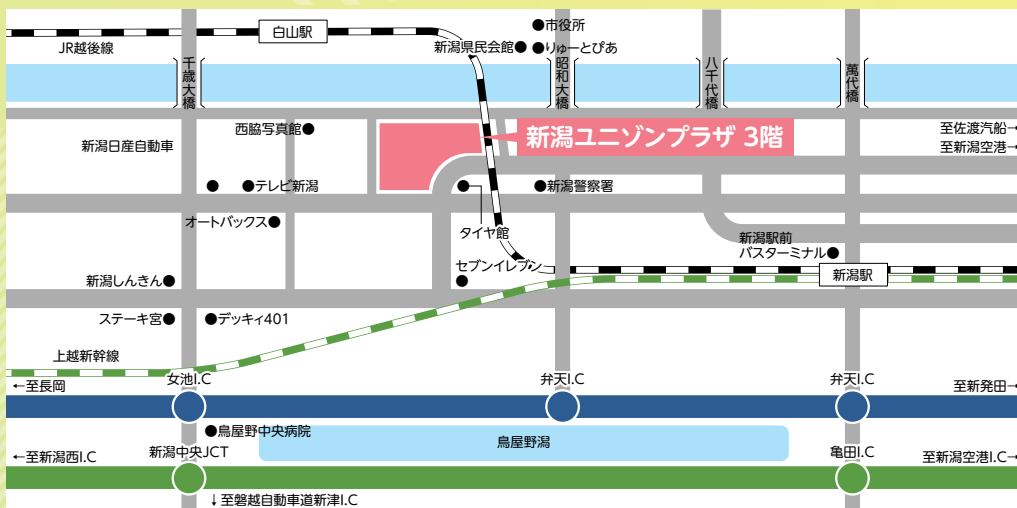 市役所
白山駅
新潟県民会館
りゅーとぴあ
JR越後線
千歳大橋
昭和大橋
八千代橋
萬代橋
西脇写真館
新潟ユニゾンプラザ 3階
至佐渡汽船→
至新潟空港→
新潟日産自動車
テレビ新潟
新潟警察署
オートバックス
タイヤ館
新潟駅前
バスターミナル
セブンイレブン
新潟駅
新潟しんきん
ステーキ宮
デッキィ401
上越新幹線
女池I.C
弁天I.C
弁天I.C
←至長岡
至新発田→
鳥屋野中央病院
鳥屋野潟
新潟中央JCT
亀田I.C
←至新潟西I.C
至新潟空港I.C→
↓至磐越自動車道新津I.C